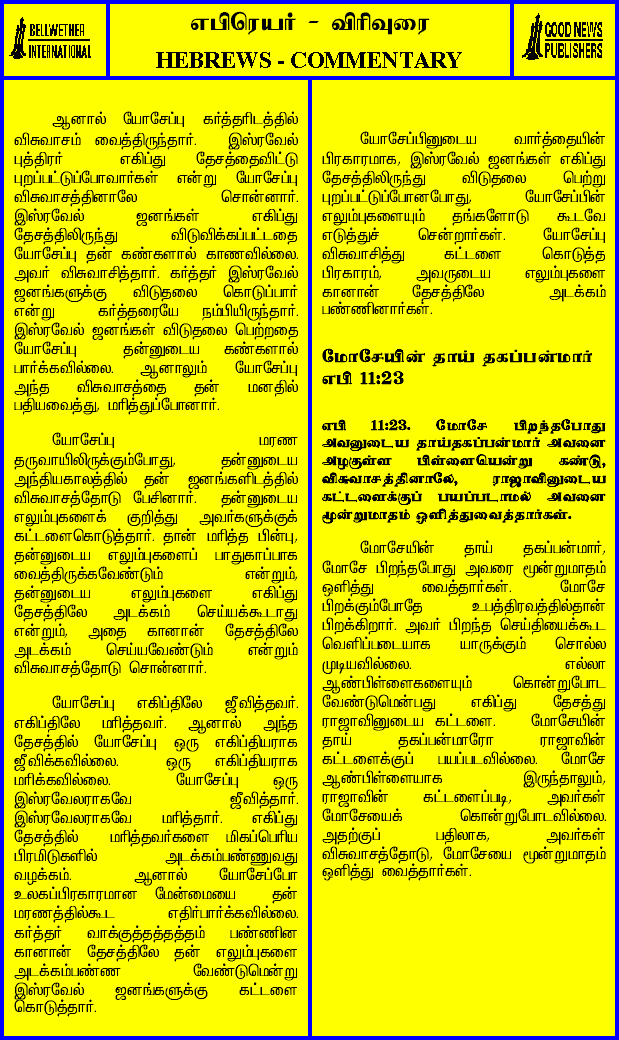 BELLWETHER
INTERNATIONAL
எபிரெயர் - விரிவுரை
HEBREWS - COMMENTARY
GOOD NEWS
PUBLISHERS
ஆனால் யோசேப்பு கர்த்தரிடத்தில்
விசுவாசம் வைத்திருந்தார். இஸ்ரவேல்
புத்திரர் எகிப்து தேசத்தைவிட்டு
புறப்பட்டுப்போவார்கள் என்று யோசேப்பு
விசுவாசத்தினாலே சொன்னார்.
இஸ்ரவேல் ஜனங்கள் எகிப்து
தேசத்திலிருந்து விடுவிக்கப்பட்டதை
யோசேப்பு தன் கண்களால் காணவில்லை.
அவர் விசுவாசித்தார். கர்த்தர் இஸ்ரவேல்
ஜனங்களுக்கு விடுதலை கொடுப்பார்
என்று கர்த்தரையே நம்பியிருந்தார்.
இஸ்ரவேல் ஜனங்கள் விடுதலை பெற்றதை
யோசேப்பு தன்னுடைய கண்களால்
பார்க்கவில்லை. ஆனாலும் யோசேப்பு
அந்த விசுவாசத்தை தன் மனதில்
பதியவைத்து, மரித்துப்போனார்.
யோசேப்பு மரண
தருவாயிலிருக்கும்போது, தன்னுடைய
அந்தியகாலத்தில் தன் ஜனங்களிடத்தில்
விசுவாசத்தோடு பேசினார். தன்னுடைய
எலும்புகளைக் குறித்து அவர்களுக்குக்
கட்டளைகொடுத்தார். தான் மரித்த பின்பு,
தன்னுடைய எலும்புகளைப் பாதுகாப்பாக
வைத்திருக்கவேண்டும் என்றும்,
தன்னுடைய எலும்புகளை எகிப்து
தேசத்திலே அடக்கம் செய்யக்கூடாது
என்றும், அதை கானான் தேசத்திலே
அடக்கம் செய்யவேண்டும் என்றும்
விசுவாசத்தோடு சொன்னார்.
யோசேப்பு எகிப்திலே ஜீவித்தவர்.
எகிப்திலே மரித்தவர். ஆனால் அந்த
தேசத்தில் யோசேப்பு ஒரு எகிப்தியராக
ஜீவிக்கவில்லை. ஒரு எகிப்தியராக
மரிக்கவில்லை. யோசேப்பு ஒரு
இஸ்ரவேலராகவே ஜீவித்தார்.
இஸ்ரவேலராகவே மரித்தார். எகிப்து
தேசத்தில் மரித்தவர்களை மிகப்பெரிய
பிரமிடுகளில் அடக்கம்பண்ணுவது
வழக்கம். ஆனால் யோசேப்போ
உலகப்பிரகாரமான மேன்மையை தன்
மரணத்தில்கூட எதிர்பார்க்கவில்லை.
கர்த்தர் வாக்குத்தத்தத்தம் பண்ணின
கானான் தேசத்திலே தன் எலும்புகளை
அடக்கம்பண்ண வேண்டுமென்று
இஸ்ரவேல் ஜனங்களுக்கு கட்டளை
கொடுத்தார்.
யோசேப்பினுடைய வார்த்தையின்
பிரகாரமாக, இஸ்ரவேல் ஜனங்கள் எகிப்து
தேசத்திலிருந்து விடுதலை பெற்று
புறப்பட்டுப்போனபோது, யோசேப்பின்
எலும்புகளையும் தங்களோடு கூடவே
எடுத்துச் சென்றார்கள். யோசேப்பு
விசுவாசித்து கட்டளை கொடுத்த
பிரகாரம், அவருடைய எலும்புகளை
கானான் தேசத்திலே அடக்கம்
பண்ணினார்கள்.
மோசேயின் தாய் தகப்பன்மார்
எபி 11:23
எபி 11:23. மோசே பிறந்தபோது
அவனுடைய தாய்தகப்பன்மார் அவனை
அழகுள்ள பிள்ளையென்று கண்டு,
விசுவாசத்தினாலே, ராஜாவினுடைய
கட்டளைக்குப் பயப்படாமல் அவனை
மூன்றுமாதம் ஒளித்துவைத்தார்கள்.
மோசேயின் தாய் தகப்பன்மார்,
மோசே பிறந்தபோது அவரை மூன்றுமாதம்
ஒளித்து வைத்தார்கள். மோசே
பிறக்கும்போதே உபத்திரவத்தில்தான்
பிறக்கிறார். அவர் பிறந்த செய்தியைக்கூட
வெளிப்படையாக யாருக்கும் சொல்ல
முடியவில்லை. எல்லா
ஆண்பிள்ளைகளையும் கொன்றுபோட
வேண்டுமென்பது எகிப்து தேசத்து
ராஜாவினுடைய கட்டளை. மோசேயின்
தாய் தகப்பன்மாரோ ராஜாவின்
கட்டளைக்குப் பயப்படவில்லை. மோசே
ஆண்பிள்ளையாக இருந்தாலும்,
ராஜாவின் கட்டளைப்படி, அவர்கள்
மோசேயைக் கொன்றுபோடவில்லை.
அதற்குப் பதிலாக, அவர்கள்
விசுவாசத்தோடு, மோசேயை மூன்றுமாதம்
ஒளித்து வைத்தார்கள்.